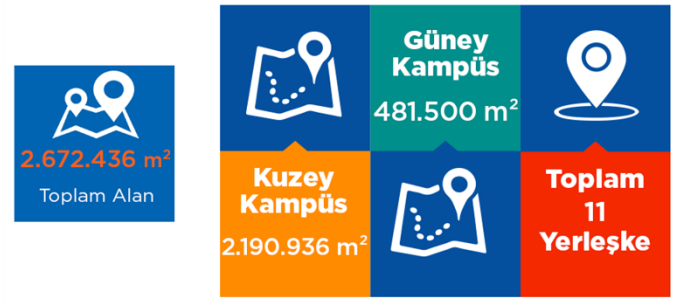 2.672.436 m²
Toplam Alan
Güney
Kampüs
481.500 m²
Kuzey
Kampüs
2.190.936 m²
Toplam
11
Yerleşke